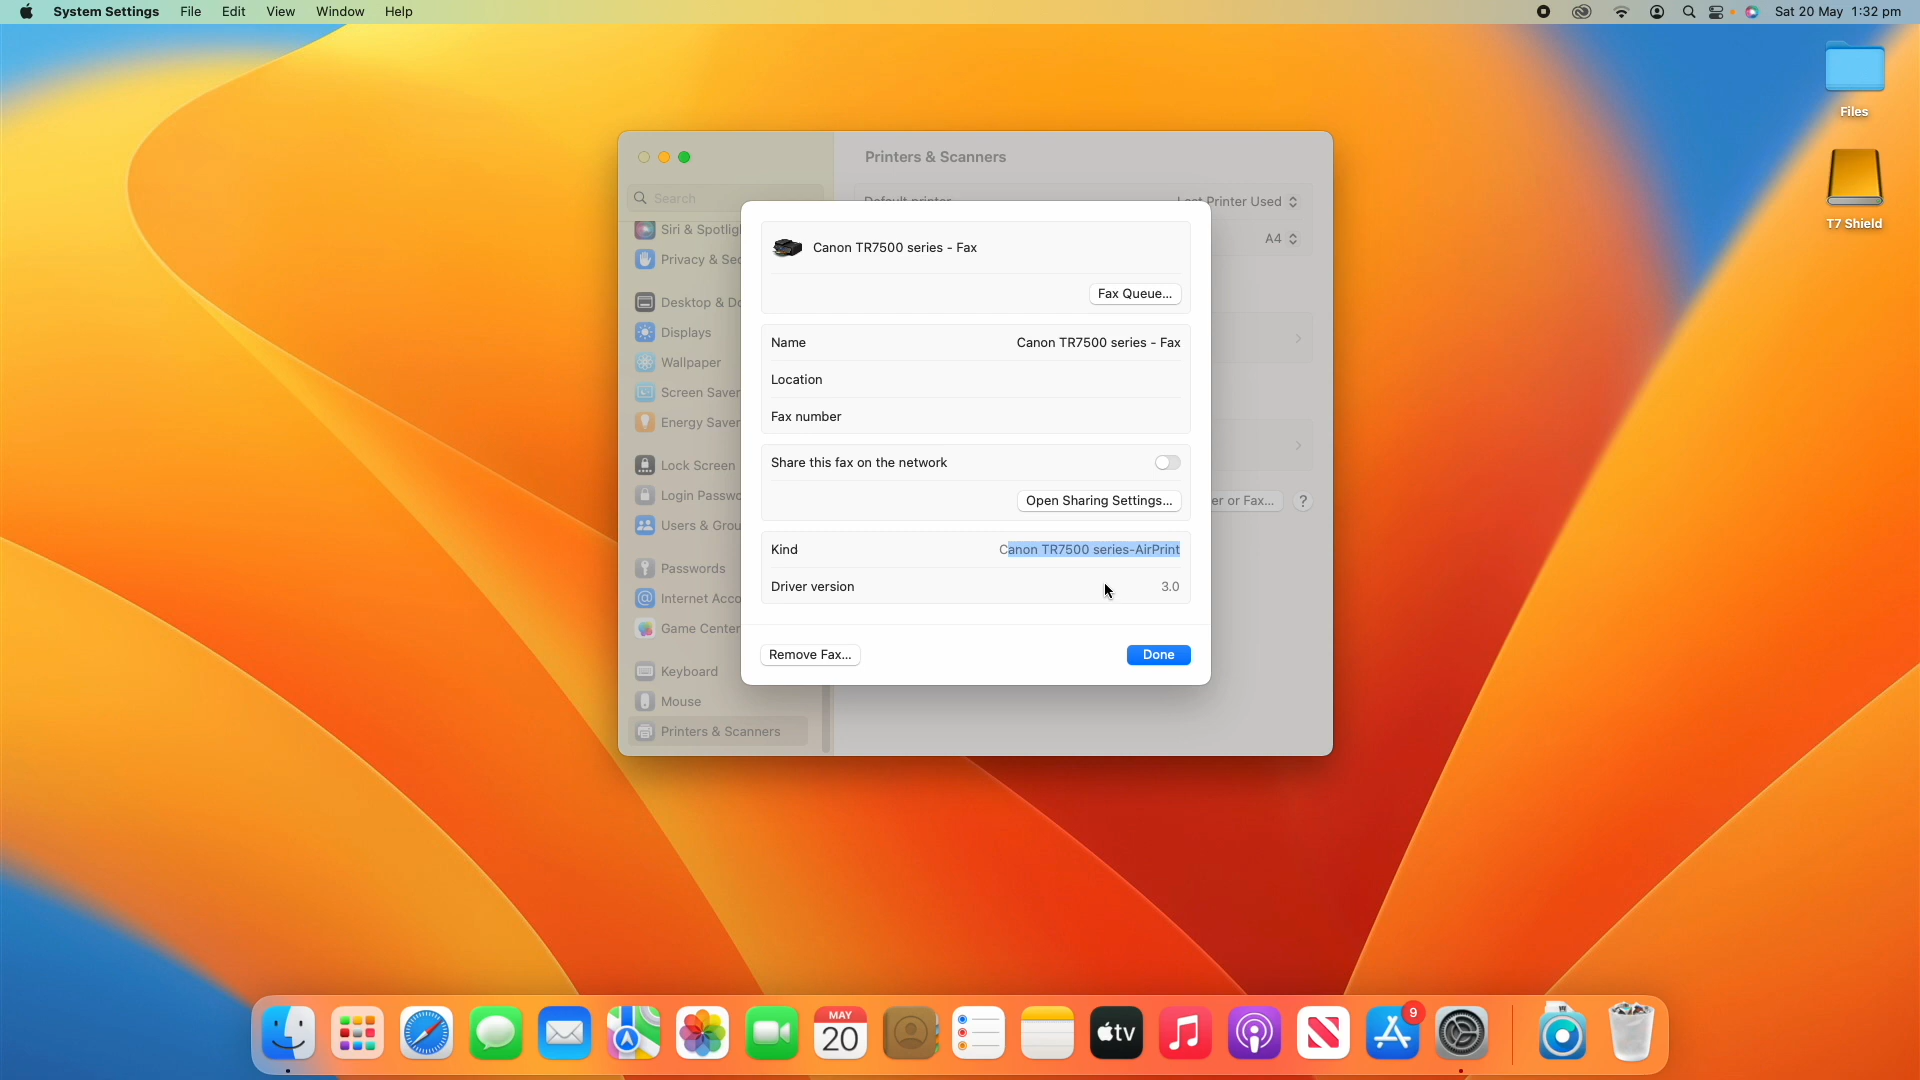 System Settings File Edit View Window Help
Sat 20 May 1:32 pm
Files
T7 Shield
Printers & Scanners
Search
Default printer
Last Printer Used
A4
Siri & Spotlig
Privacy & Sec
Desktop & Do
Displays
Wallpaper
Screen Saver
Energy Saver
Lock Screen
Login Passwo
Users & Grou
Passwords
Internet Acco
Game Center
Keyboard
Mouse
Printers & Scanners
er or Fax...
?
Canon TR7500 series - Fax
Fax Queue...
Name Canon TR7500 series - Fax
Location
Fax number
Share this fax on the network
Open Sharing Settings...
Kind Canon TR7500 series-AirPrint
Driver version 3.0
Remove Fax... Done
MAY
20
tv
9